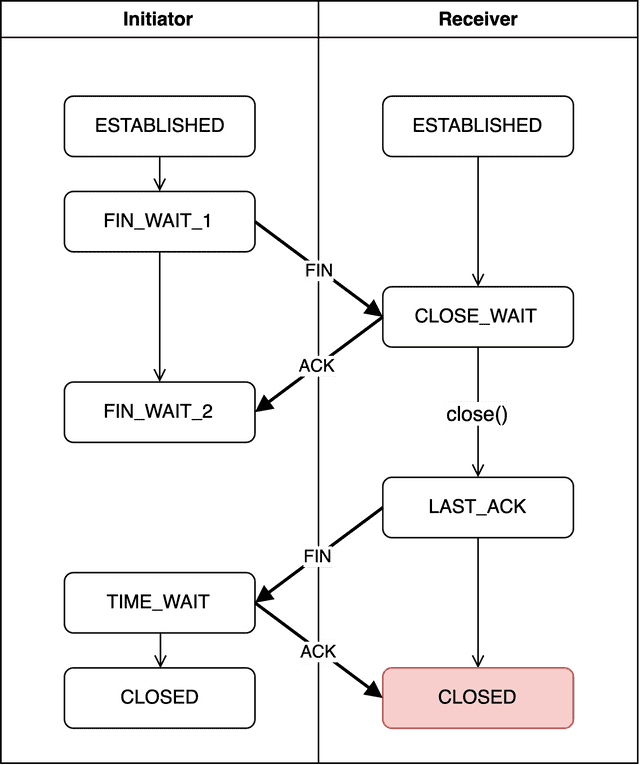 Initiator
Receiver
ESTABLISHED
ESTABLISHED
FIN_WAIT_1
FIN
CLOSE_WAIT
ACK
FIN_WAIT_2
close()
LAST_ACK
FIN
TIME_WAIT
ACK
CLOSED
CLOSED